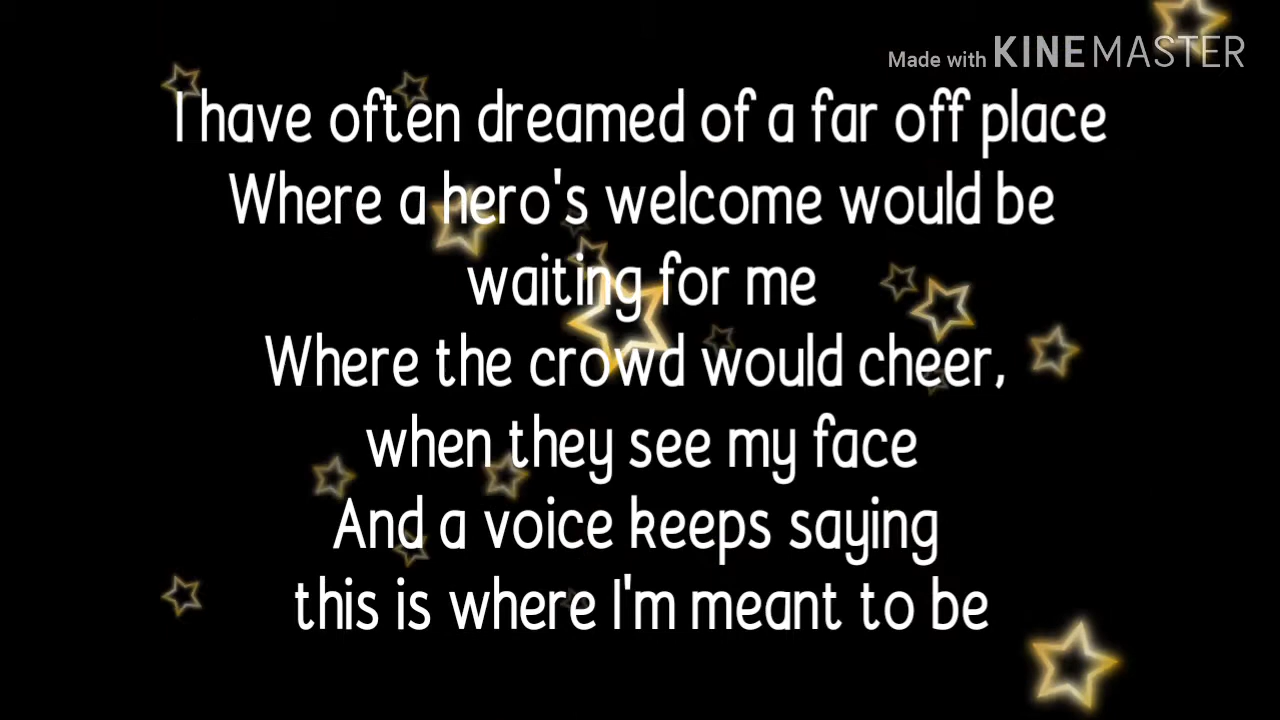 Made with KINEMASTER
I have often dreamed of a far off place
Where a hero's welcome would be
waiting for me
Where the crowd would cheer,
when they see my face
And a voice keeps saying
this is where I'm meant to be